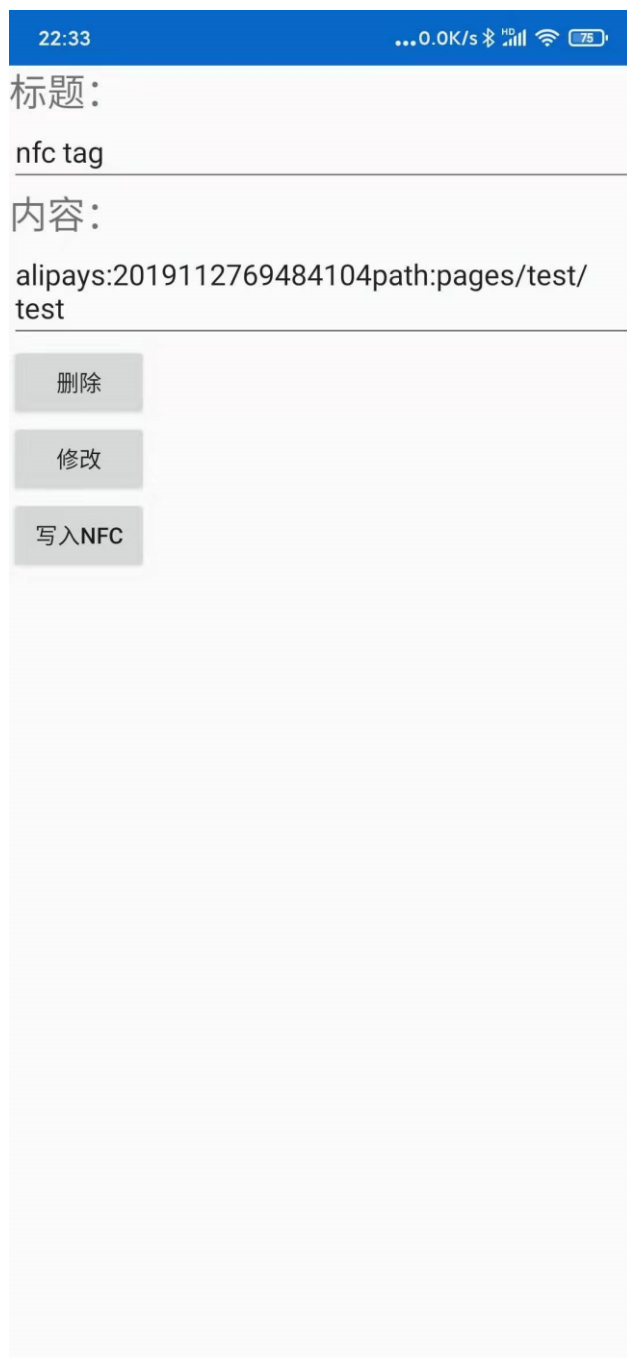 22:33 ...0.0K/s HD 75
标题：
nfc tag
内容：
alipays:2019112769484104path:pages/test/
test
删除
修改
写入NFC